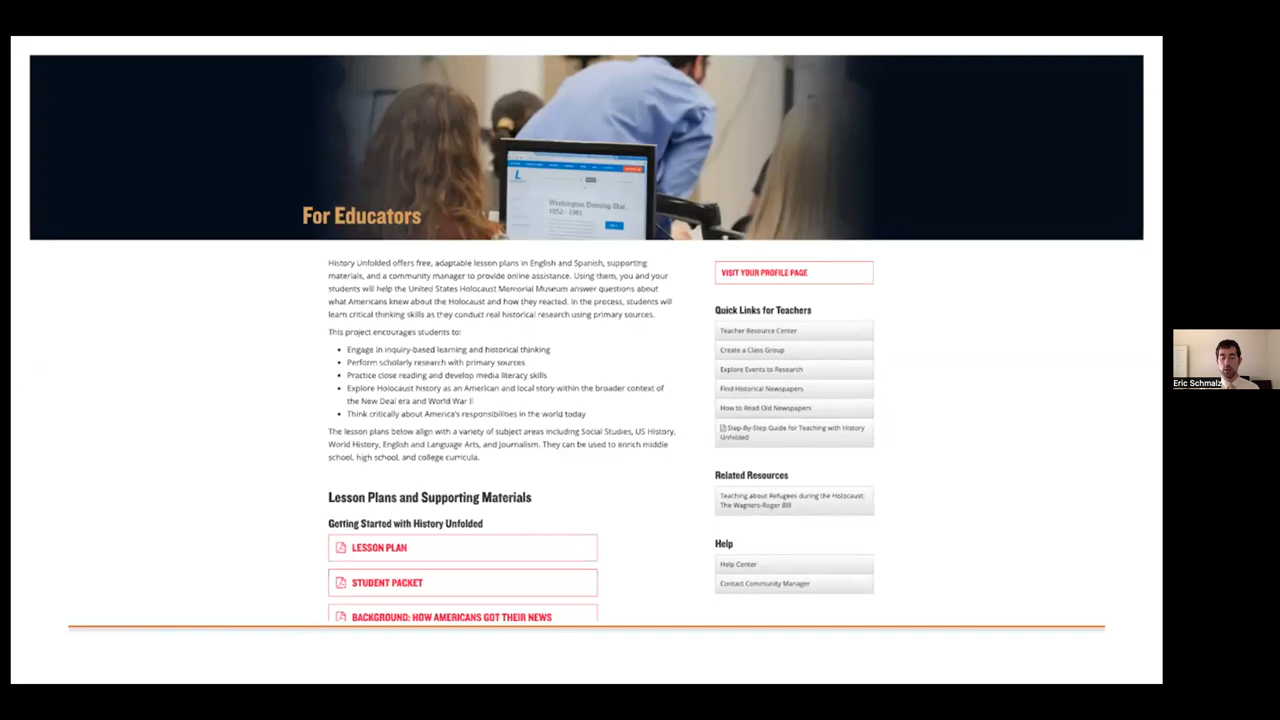 Washington Evening Star,
1852 - 1981
For Educators
History Unfolded offers free, adaptable lesson plans in English and Spanish, supporting
materials, and a community manager to provide online assistance. Using them, you and your
students will help the United States Holocaust Memorial Museum answer questions about
what Americans knew about the Holocaust and how they reacted. In the process, students will
learn critical thinking skills as they conduct real historical research using primary sources.
This project encourages students to:
• Engage in inquiry-based learning and historical thinking
• Perform scholarly research with primary sources
• Practice close reading and develop media literacy skills
• Explore Holocaust history as an American and local story within the broader context of
the New Deal era and World War II
• Think critically about America's responsibilities in the world today
The lesson plans below align with a variety of subject areas including Social Studies, US History,
World History, English and Language Arts, and Journalism. They can be used to enrich middle
school, high school, and college curricula.
Lesson Plans and Supporting Materials
Getting Started with History Unfolded
LESSON PLAN
STUDENT PACKET
BACKGROUND: HOW AMERICANS GOT THEIR NEWS
VISIT YOUR PROFILE PAGE
Quick Links for Teachers
Teacher Resource Center
Create a Class Group
Explore Events to Research
Find Historical Newspapers
How to Read Old Newspapers
Step-By-Step Guide for Teaching with History
Unfolded
Related Resources
Teaching about Refugees during the Holocaust:
The Wagners-Roger Bill
Help
Help Center
Contact Community Manager
Eric Schmalz